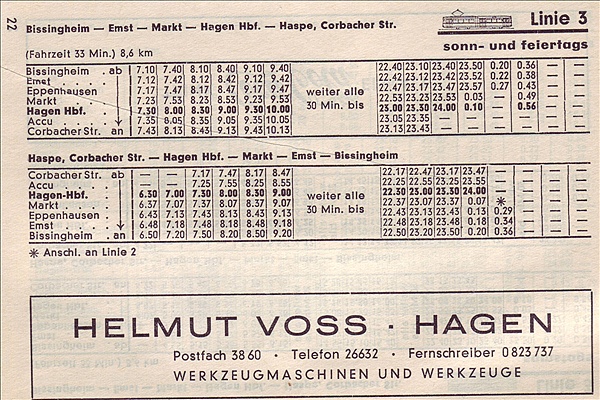 22
Bissingheim — Emst — Markt — Hagen Hbf. — Haspe, Corbacher Str.
Linie 3
sonn- und feiertags
(Fahrzeit 33 Min.) 8,6 km
Bissingheim . ab 7.10 7.40 8.10 8.40 9.10 9.40 22.40 23.10 23.40 23.50 0.20 0.36 — —
Emst . . . . 7.12 7.42 8.12 8.42 9.12 9.42 22.42 23.12 23.42 23.52 0.22 0.38 — —
Eppenhausen 7.17 7.47 8.17 8.47 9.17 9.47 weiter alle 22.47 23.17 23.47 23.57 0.27 0.43 — —
Markt . . . . 7.23 7.53 8.23 8.53 9.23 9.53 30 Min. bis 22.53 23.23 23.53 0.03 — 0.49 — —
Hagen Hbf. . 7.30 8.00 8.30 9.00 9.30 10.00 23.00 23.30 24.00 0.10 — 0.56 — —
Accu . . . 7.35 8.05 8.35 9.05 9.35 10.05 23.05 23.35 — — — — — —
Corbacher Str. an 7.43 8.13 8.43 9.13 9.43 10.13 23.13 23.43 — — — — — —
Haspe, Corbacher Str. — Hagen Hbf. — Markt — Emst — Bissingheim
Corbacher Str. ab — — 7.17 7.47 8.17 8.47 22.17 22.47 23.17 23.47 — — — —
Accu . . . — — 7.25 7.55 8.25 8.55 22.25 22.55 23.25 23.55 — — — —
Hagen-Hbf. . 6.30 7.00 7.30 8.00 8.30 9.00 weiter alle 22.30 23.00 23.30 24.00 — — — —
Markt . . . 6.37 7.07 7.37 8.07 8.37 9.07 30 Min. bis 22.37 23.07 23.37 0.07 * — — —
Eppenhausen 6.43 7.13 7.43 8.13 8.43 9.13 22.43 23.13 23.43 0.13 0.29 — — —
Emst . . . 6.48 7.18 7.48 8.18 8.48 9.18 22.48 23.18 23.48 0.18 0.34 — — —
Bissingheim . an 6.50 7.20 7.50 8.20 8.50 9.20 22.50 23.20 23.50 0.20 0.36 — — —
* Anschl. an Linie 2
HELMUT VOSS · HAGEN
Postfach 3860 · Telefon 26632 · Fernschreiber 0823737
WERKZEUGMASCHINEN UND WERKZEUGE